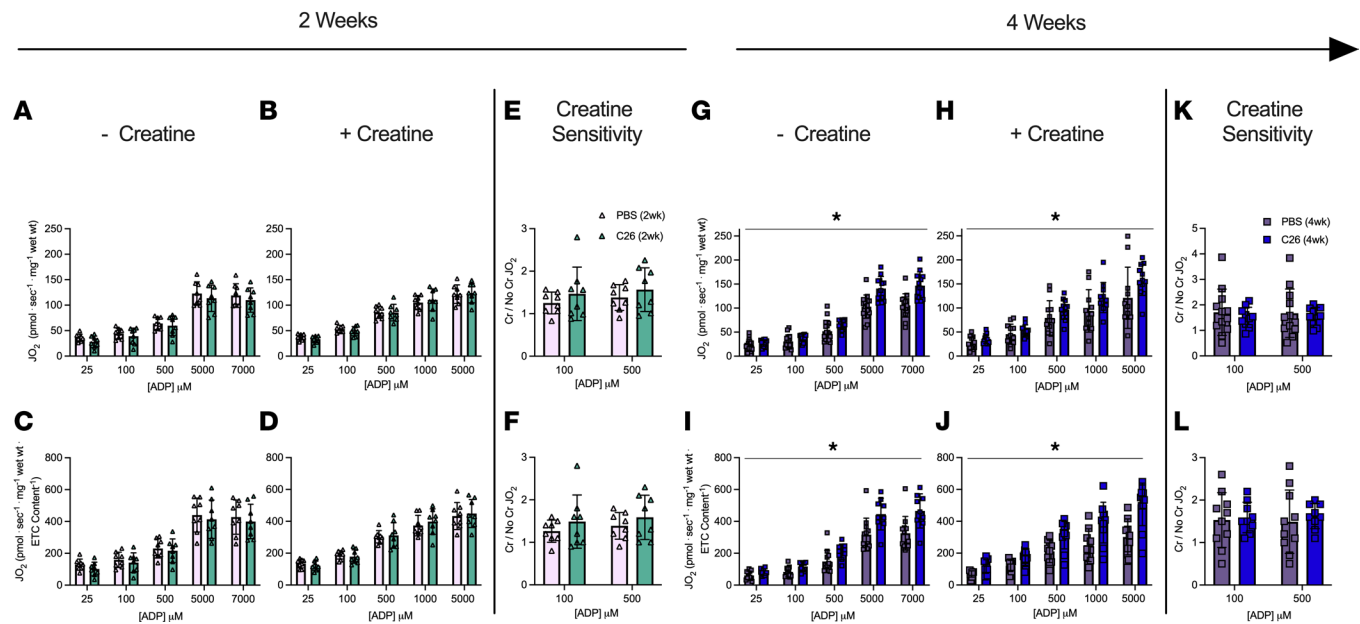 2 Weeks
4 Weeks
A
- Creatine
B
+ Creatine
E
Creatine
Sensitivity
G
- Creatine
H
+ Creatine
K
Creatine
Sensitivity
JO2 (pmol · sec-1 · mg-1 wet wt)
250
200
150
100
50
0
25 100 500 5000 7000
[ADP] μM
250
200
150
100
50
0
25 100 500 1000 5000
[ADP] μM
Cr / No Cr JO2
3
2
1
0
100 500
[ADP] μM
PBS (2wk)
C26 (2wk)
JO2 (pmol · sec-1 · mg-1 wet wt)
*
250
200
150
100
50
0
25 100 500 5000 7000
[ADP] μM
*
250
200
150
100
50
0
25 100 500 1000 5000
[ADP] μM
Cr / No Cr JO2
5
4
3
2
1
0
100 500
[ADP] μM
PBS (4wk)
C26 (4wk)
C
JO2 (pmol · sec-1 · mg-1 wet wt ·
ETC Content-1)
800
600
400
200
0
25 100 500 5000 7000
[ADP] μM
D
800
600
400
200
0
25 100 500 1000 5000
[ADP] μM
F
Cr / No Cr JO2
3
2
1
0
100 500
[ADP] μM
I
JO2 (pmol · sec-1 · mg-1 wet wt ·
ETC Content-1)
*
800
600
400
200
0
25 100 500 5000 7000
[ADP] μM
J
*
800
600
400
200
0
25 100 500 1000 5000
[ADP] μM
L
Cr / No Cr JO2
3
2
1
0
100 500
[ADP] μM